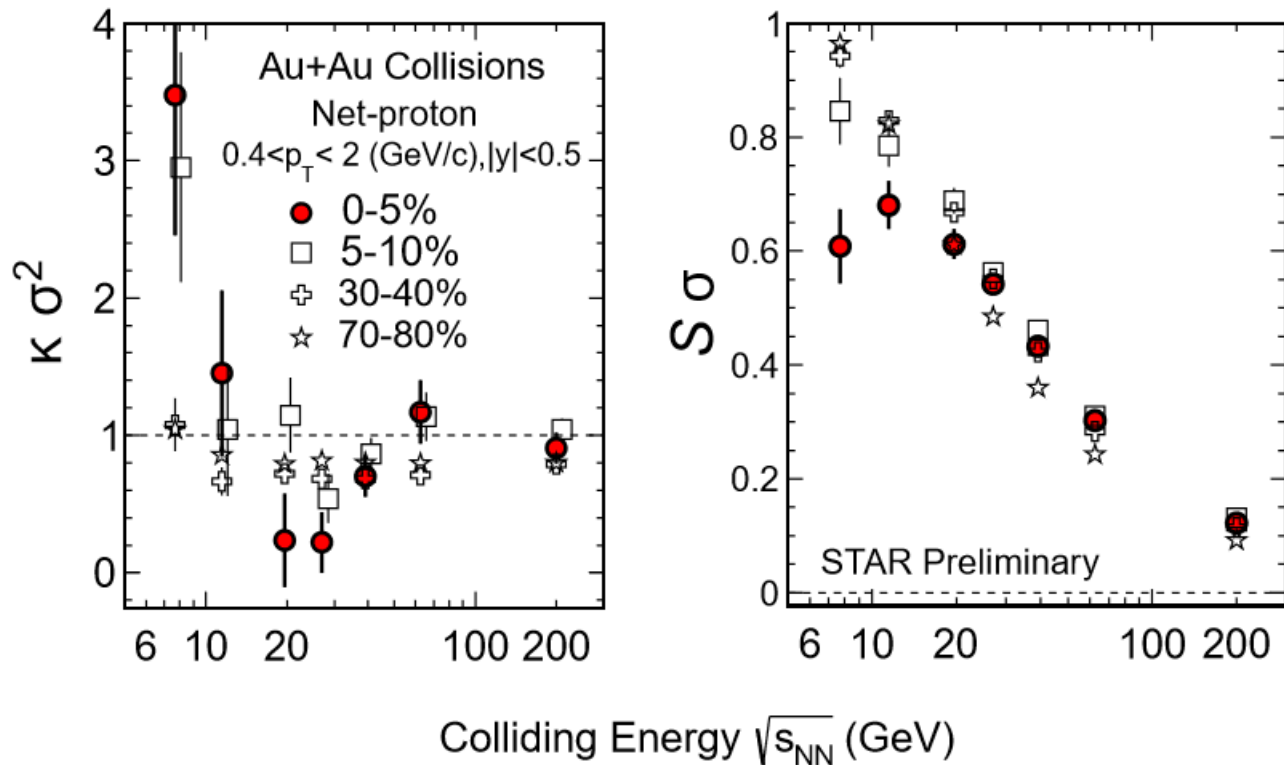 4
3
2
1
0
κ σ²
Au+Au Collisions
Net-proton
0.4<p_T< 2 (GeV/c),|y|<0.5
0-5%
5-10%
30-40%
70-80%
6 10 20 100 200
1
0.8
0.6
0.4
0.2
0
S σ
STAR Preliminary
6 10 20 100 200
Colliding Energy √s_NN (GeV)